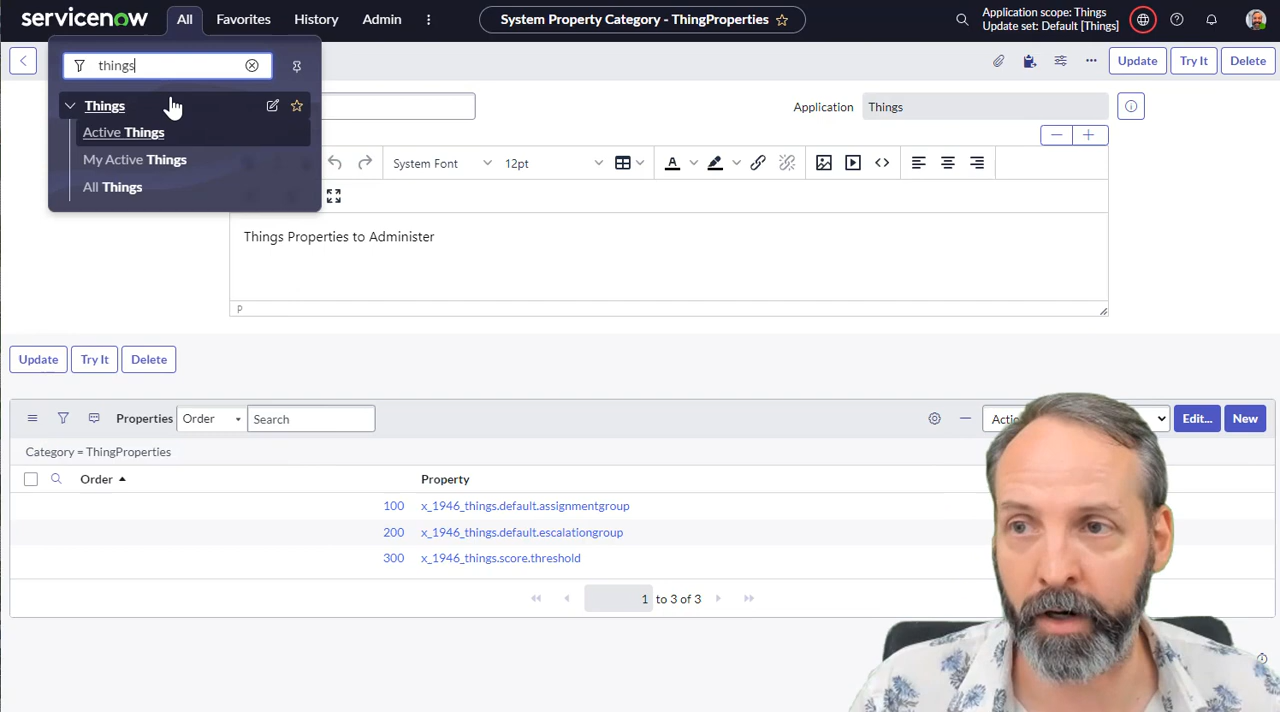 servicenow
All
Favorites
History
Admin
System Property Category - ThingProperties
Application scope: Things
Update set: Default [Things]
things
Update
Try It
Delete
Things
Active Things
My Active Things
All Things
Application
Things
System Font
12pt
A
Things Properties to Administer
P
Update
Try It
Delete
Properties
Order
Search
Edit...
New
Category = ThingProperties
Order
Property
100
x_1946_things.default.assignmentgroup
200
x_1946_things.default.escalationgroup
300
x_1946_things.score.threshold
1 to 3 of 3